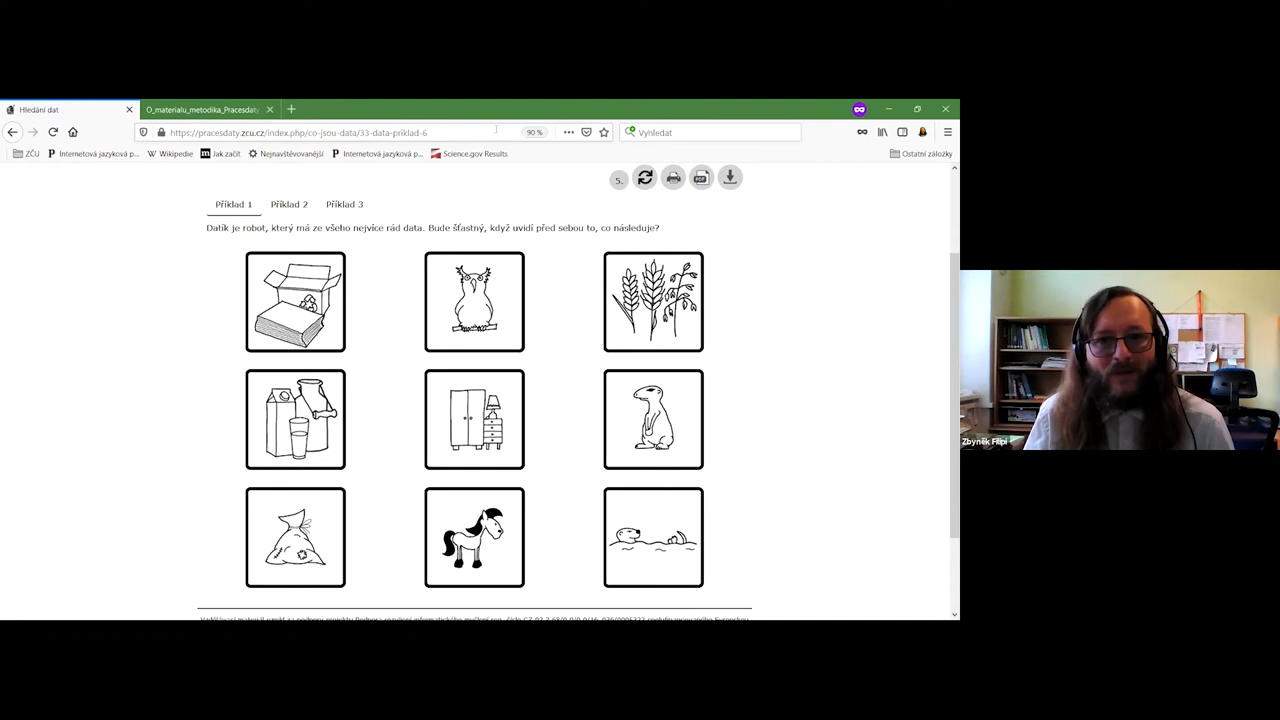 Hledání dat
O_materialu_metodika_Pracesdaty
https://pracesdaty.zcu.cz/index.php/co-jsou-data/33-data-priklad-6
90 %
Vyhledat
ZČU
Internetová jazyková p...
W Wikipedie
Jak začít
Nejnavštěvovanější
Internetová jazyková p...
Science.gov Results
Ostatní záložky
5.
PDF
Příklad 1
Příklad 2
Příklad 3
Datík je robot, který má ze všeho nejvíce rád data. Bude šťastný, když uvidí před sebou to, co následuje?
Zbyněk Filipi